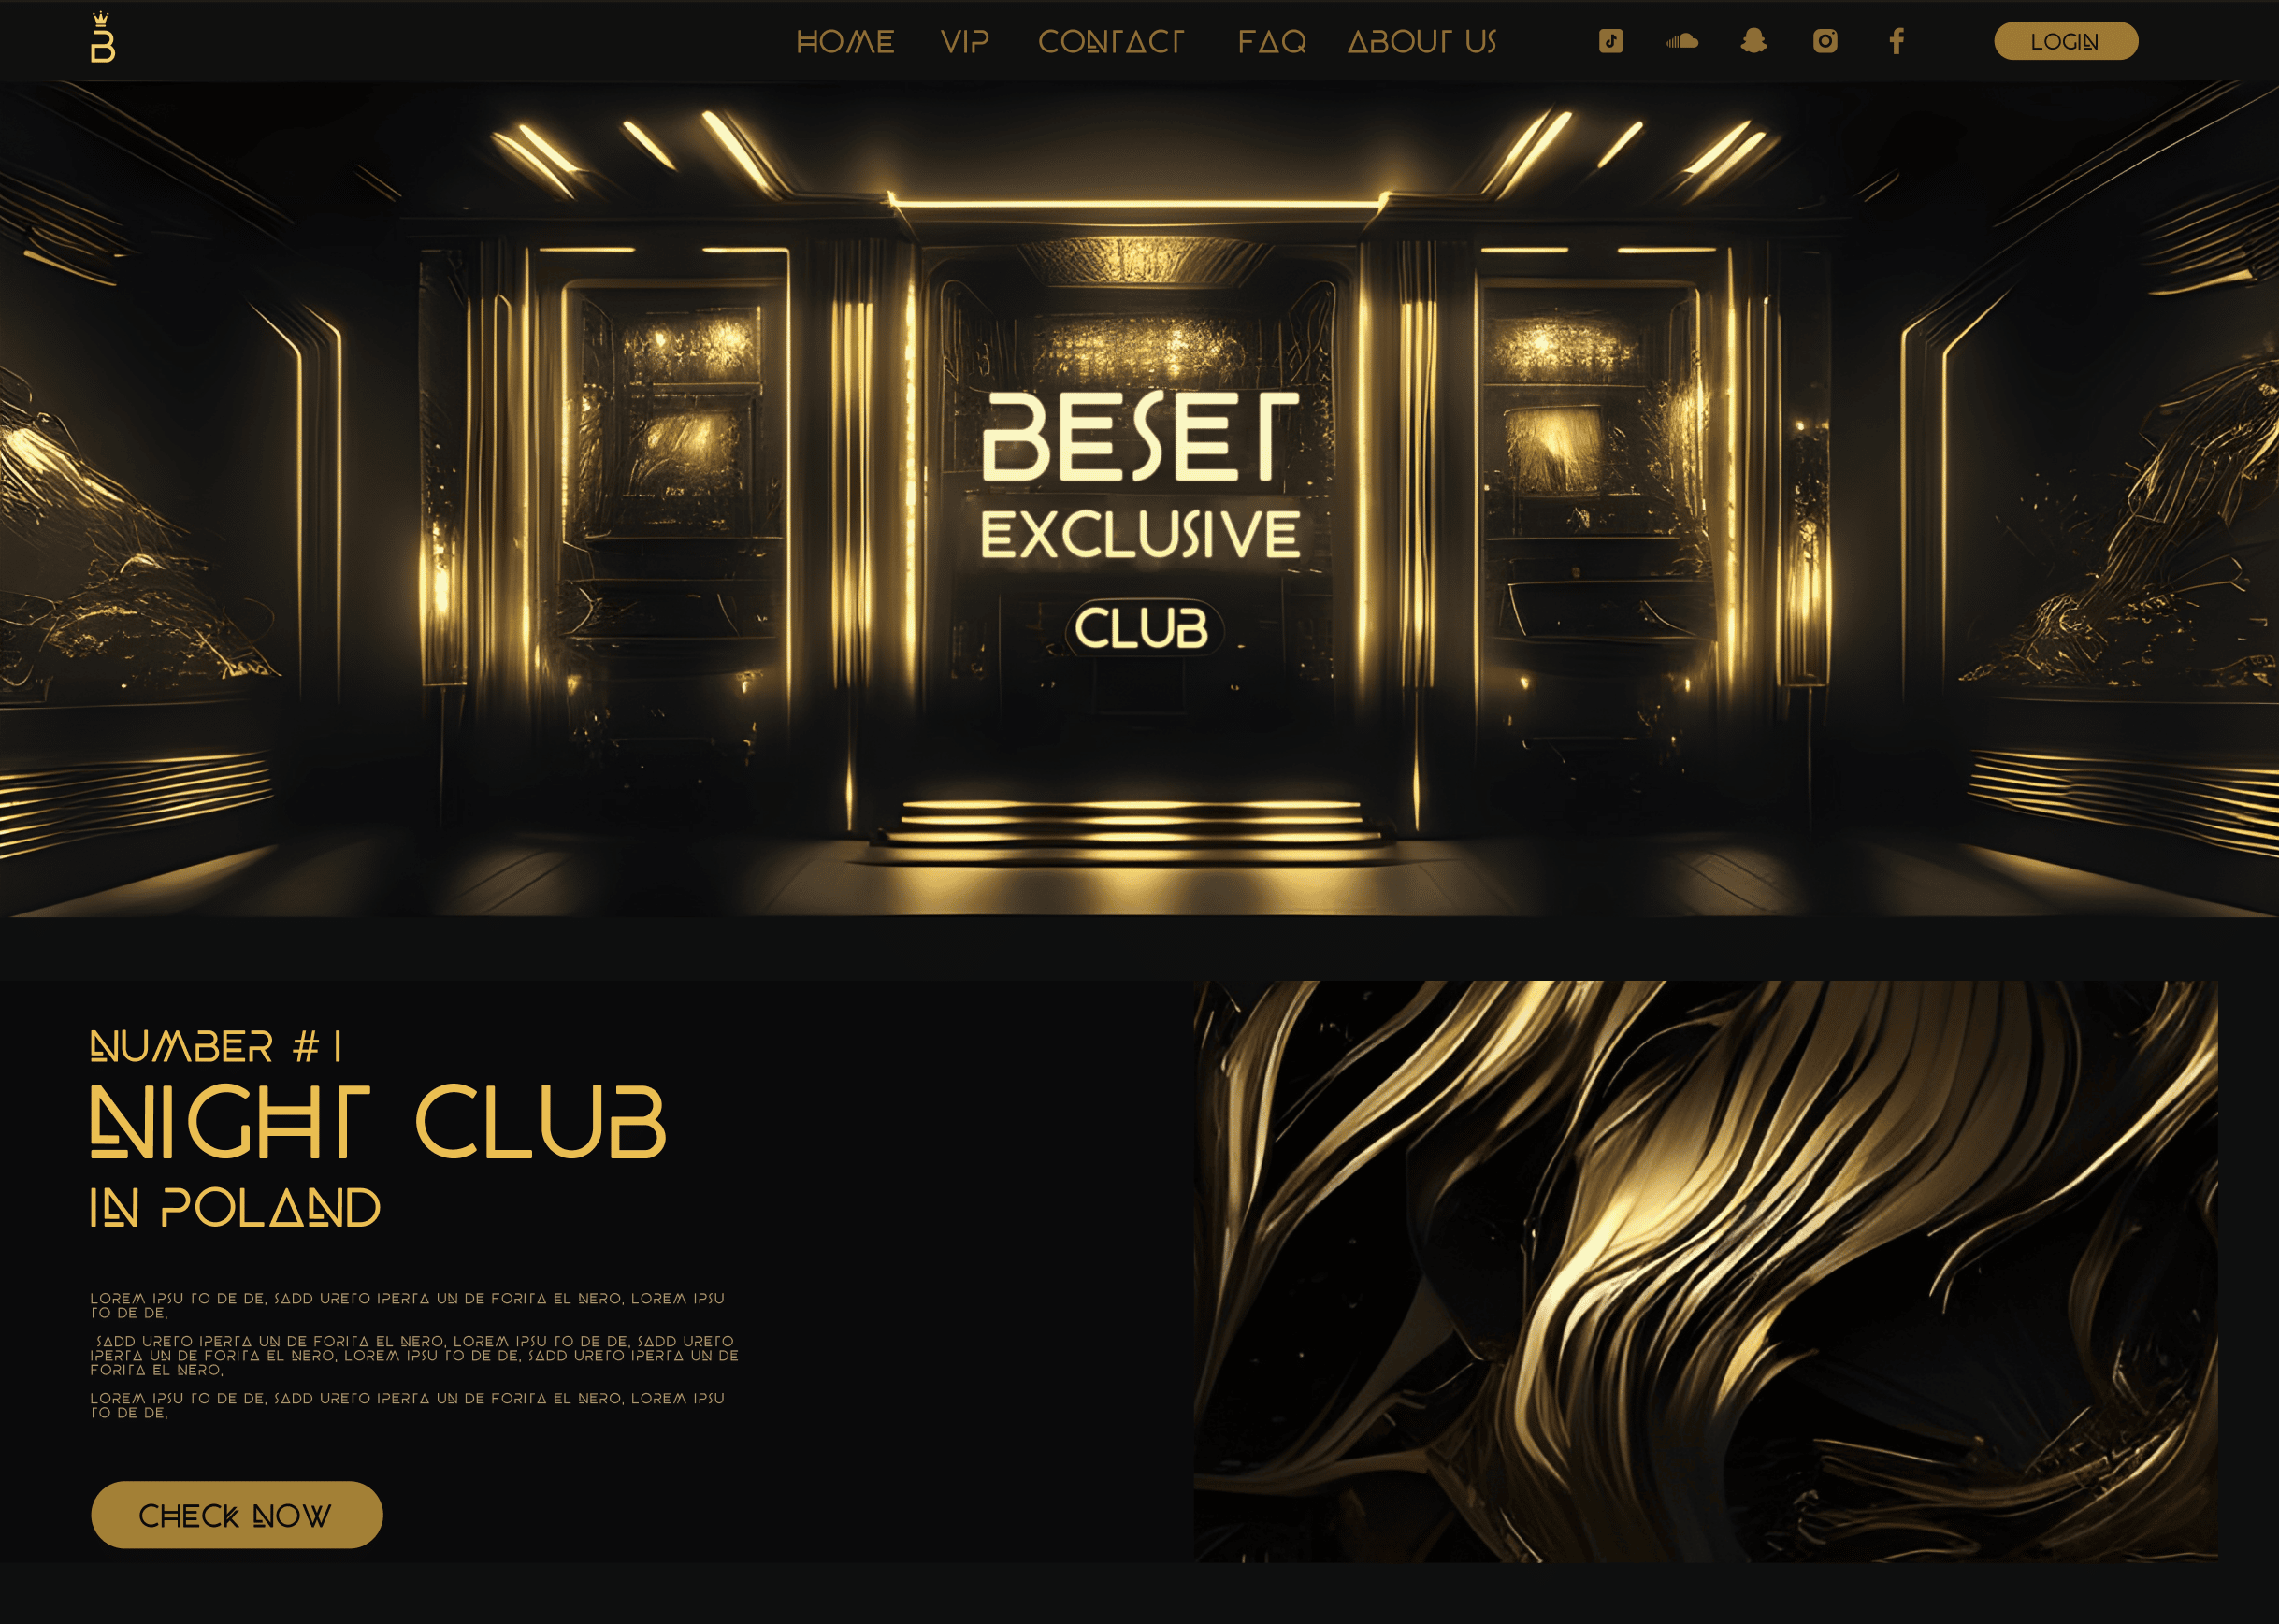 B
HOME VIP CONTACT FAQ ABOUT US LOGIN
BESET
EXCLUSIVE
CLUB
NUMBER #1
NIGHT CLUB
IN POLAND
LOREM IPSU TO DE DE, SADD URETO IPERTA UN DE FORITA EL NERO, LOREM IPSU
TO DE DE,
SADD URETO IPERTA UN DE FORITA EL NERO, LOREM IPSU TO DE DE, SADD URETO
IPERTA UN DE FORITA EL NERO, LOREM IPSU TO DE DE, SADD URETO IPERTA UN DE
FORITA EL NERO,
LOREM IPSU TO DE DE, SADD URETO IPERTA UN DE FORITA EL NERO, LOREM IPSU
TO DE DE,
CHECK NOW